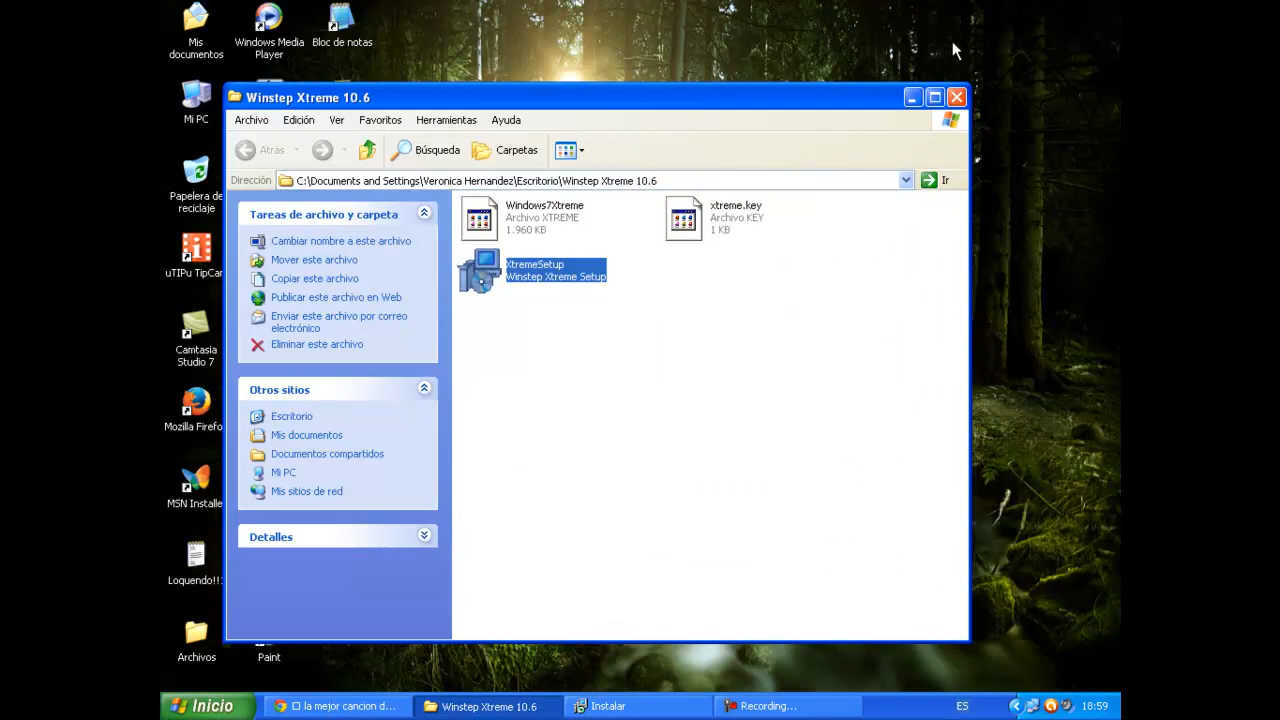 Mis
documentos
Windows Media
Player
Bloc de notas
Mi PC
Papelera de
reciclaje
uTIPu TipCar
Camtasia
Studio 7
Mozilla Firefo
MSN Installe
Loquendo!!
Archivos
Paint
Winstep Xtreme 10.6
Archivo Edición Ver Favoritos Herramientas Ayuda
Atrás Búsqueda Carpetas
Dirección C:\Documents and Settings\Veronica Hernandez\Escritorio\Winstep Xtreme 10.6 Ir
Tareas de archivo y carpeta
Cambiar nombre a este archivo
Mover este archivo
Copiar este archivo
Publicar este archivo en Web
Enviar este archivo por correo
electrónico
Eliminar este archivo
Otros sitios
Escritorio
Mis documentos
Documentos compartidos
Mi PC
Mis sitios de red
Detalles
Windows7Xtreme
Archivo XTREME
1.960 KB
xtreme.key
Archivo KEY
1 KB
XtremeSetup
Winstep Xtreme Setup
Inicio
la mejor cancion d...
Winstep Xtreme 10.6
Instalar
Recording...
ES
18:59